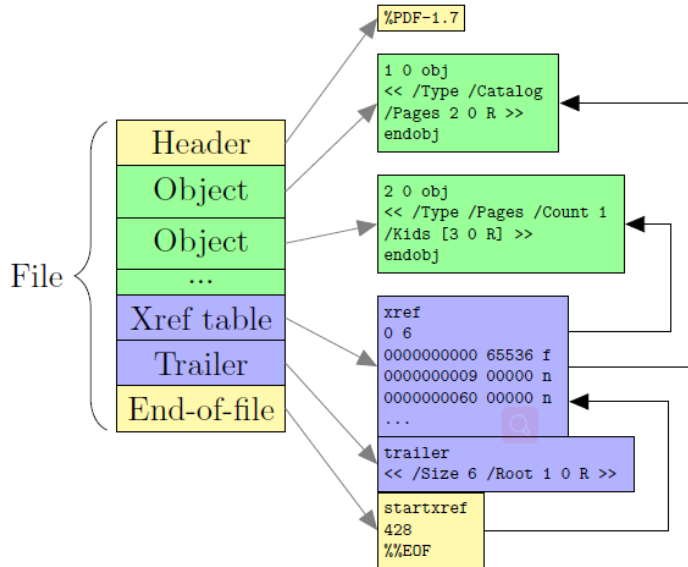 %PDF-1.7
1 0 obj
<< /Type /Catalog
/Pages 2 0 R >>
endobj
Header
Object
Object
...
Xref table
Trailer
End-of-file
File
2 0 obj
<< /Type /Pages /Count 1
/Kids [3 0 R] >>
endobj
xref
0 6
0000000000 65536 f
0000000009 00000 n
0000000060 00000 n
...
trailer
<< /Size 6 /Root 1 0 R >>
startxref
428
%%EOF